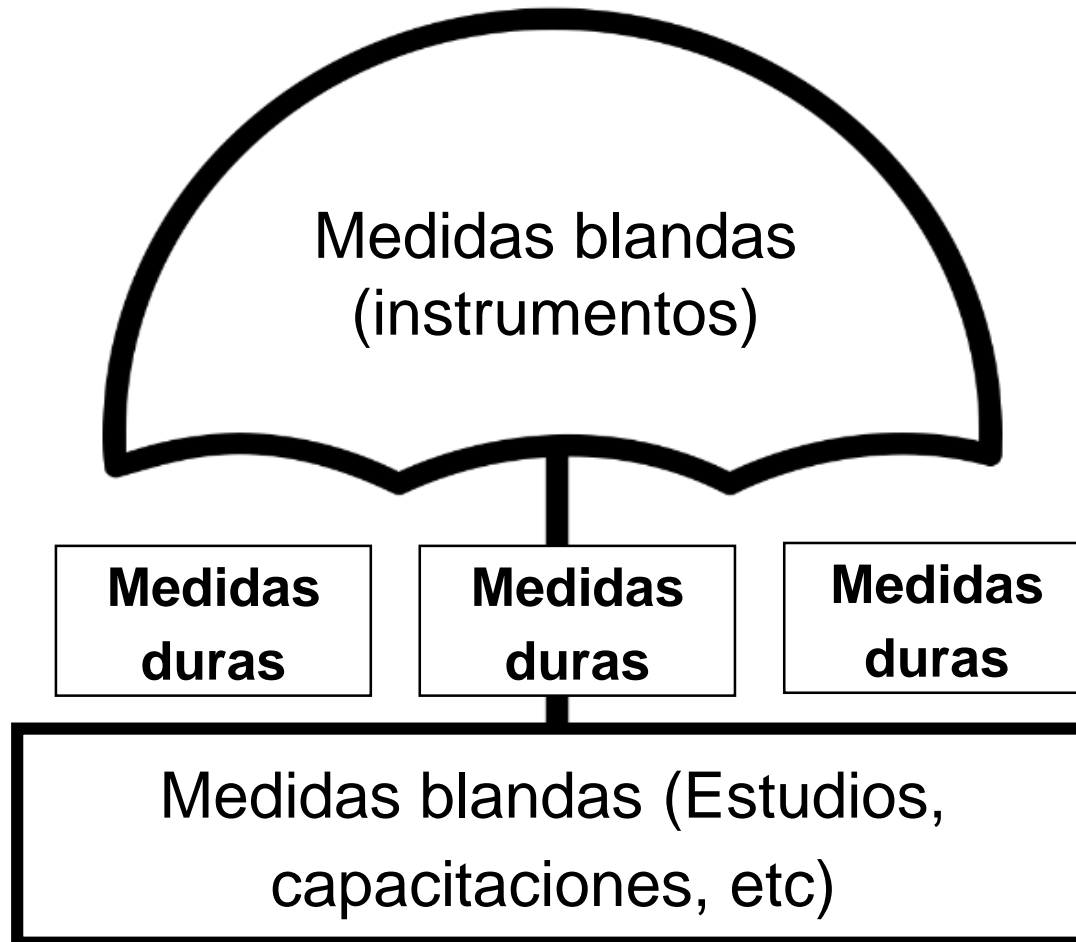 Medidas blandas
(instrumentos)
Medidas
duras
Medidas
duras
Medidas
duras
Medidas blandas (Estudios,
capacitaciones, etc)